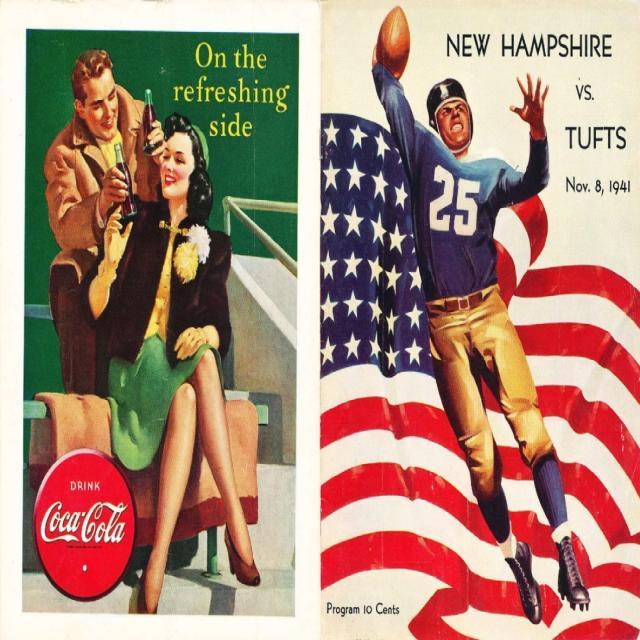 On the
refreshing
side
DRINK
Coca-Cola
NEW HAMPSHIRE
VS.
TUFTS
Nov. 8, 1941
25
Program 10 Cents